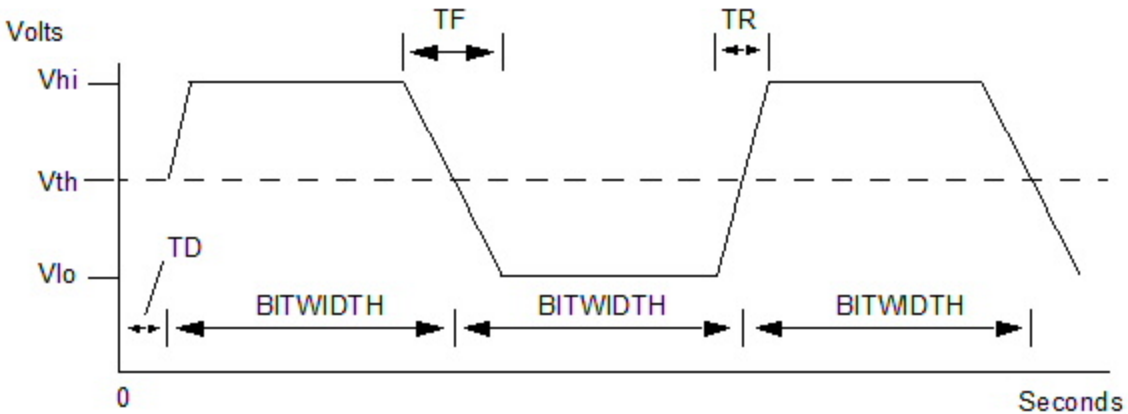 TF
TR
Volts
Vhi
Vth
TD
Vlo
BITWIDTH
BITWIDTH
BITWIDTH
0
Seconds